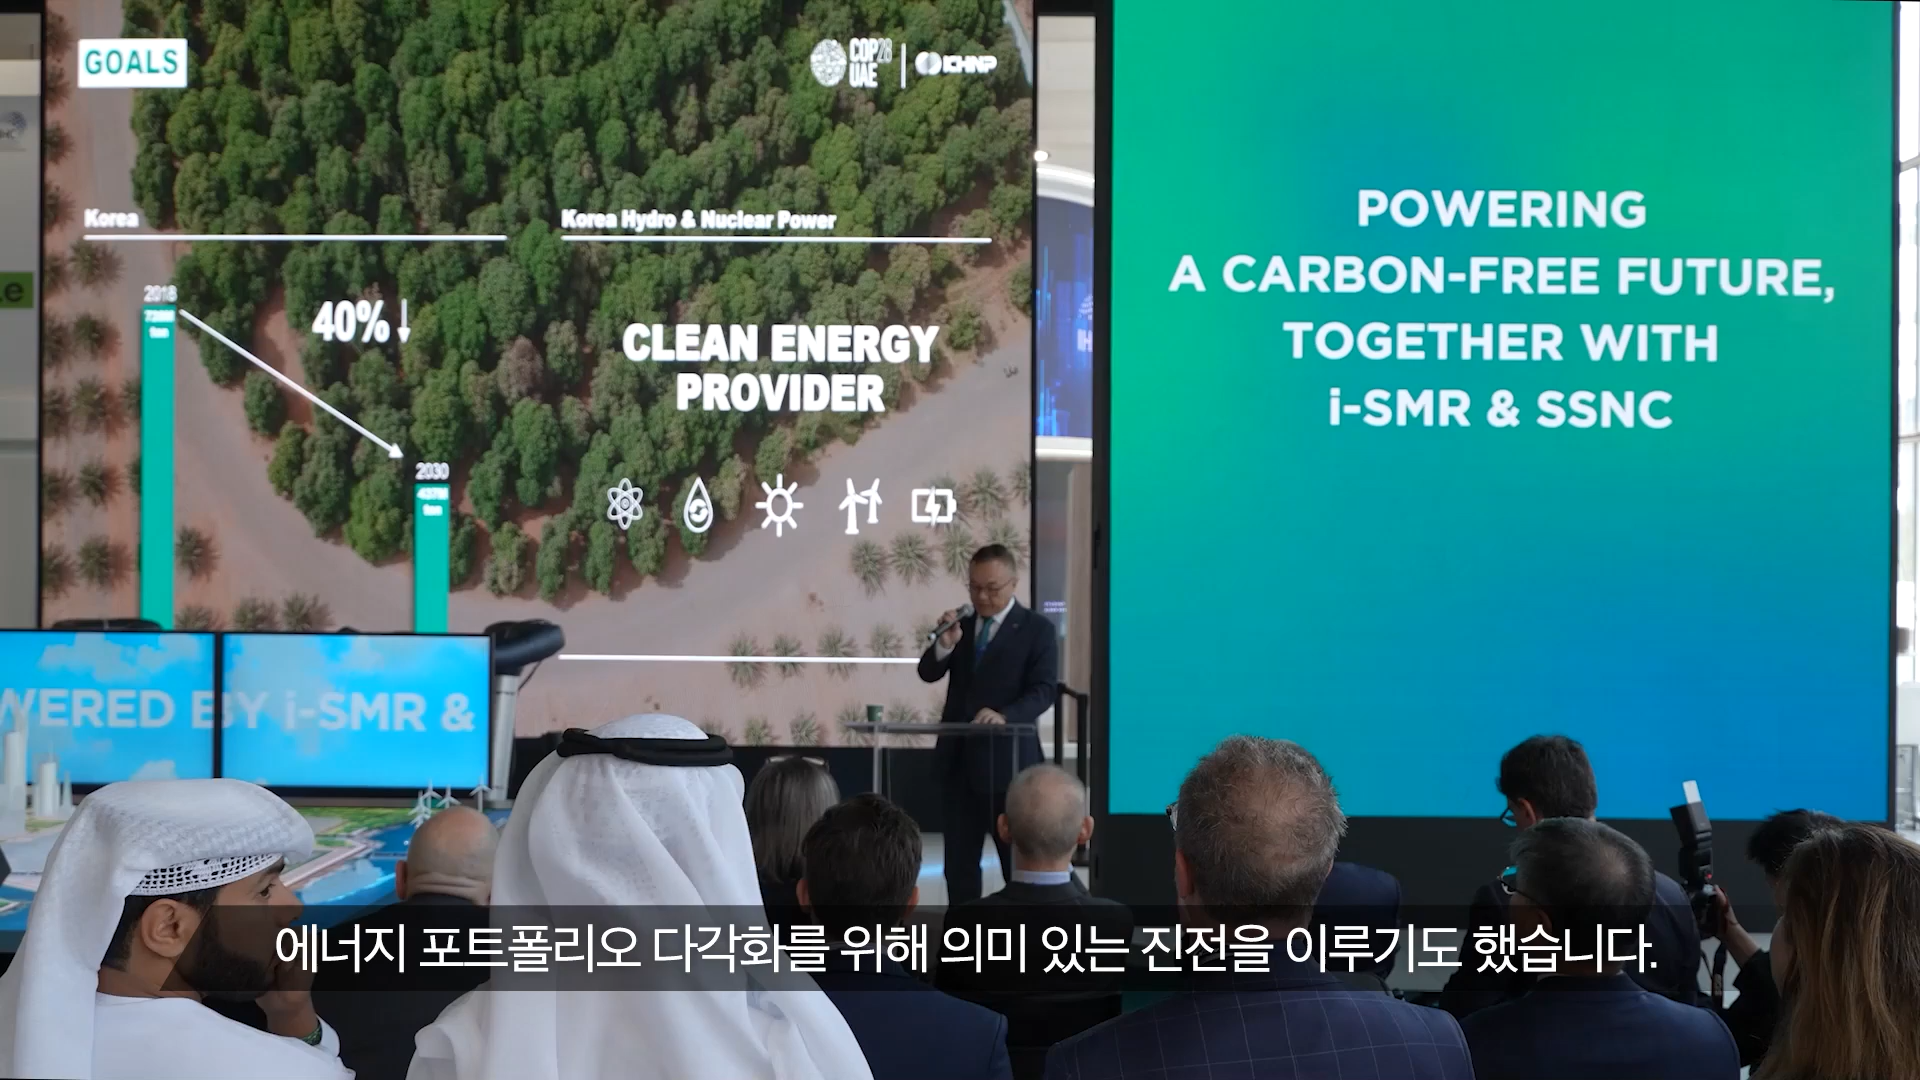 GOALS
COP28
UAE
KHNP
Korea
Korea Hydro & Nuclear Power
2018
ton
40%↓
CLEAN ENERGY
PROVIDER
2030
ton
POWERING
A CARBON-FREE FUTURE,
TOGETHER WITH
i-SMR & SSNC
WERED BY i-SMR &
에너지 포트폴리오 다각화를 위해 의미 있는 진전을 이루기도 했습니다.